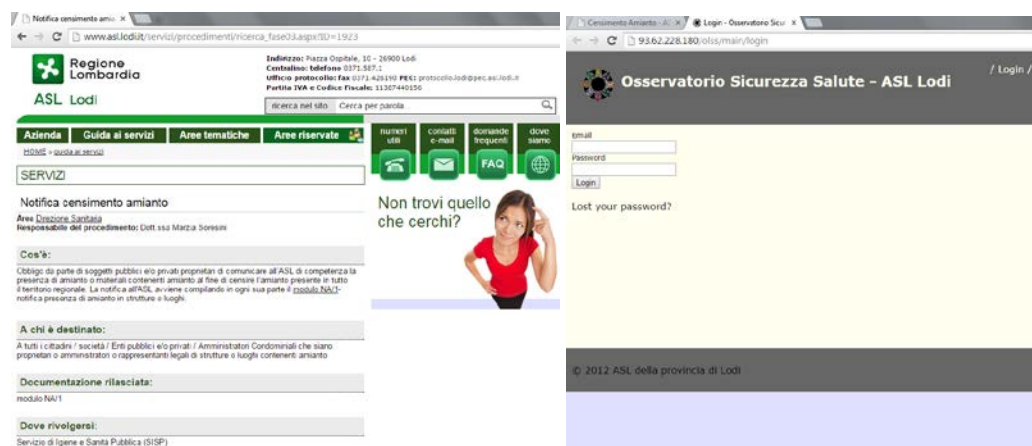 Notifica censimento amia
www.asl.lodi.it/servizi/procedimenti/ricerca_fase03.aspx?ID=1923
Regione
Lombardia
ASL Lodi
Indirizzo: Piazza Ospitale, 10 - 26900 Lodi
Centralino: telefono 0371.
587.1
Ufficio protocollo: fax 0371.
Partita IVA e Codice Fiscale:
ricerca nel sito Cerca per parola
Azienda Guida ai servizi Aree tematiche Aree riservate
HOME » guida ai servizi
SERVIZI
Notifica censimento amianto
Area Direzione Sanitaria
Responsabile del procedimento: Dott.ssa Marzia Soresini
Cos'è:
Obbligo da parte di soggetti pubblici e/o privati proprietari di comunicare all'ASL di competenza la
presenza di amianto o materiali contenenti amianto al fine di censire l'amianto presente in tutto
il territorio regionale. La notifica all'ASL avviene compilando in ogni sua parte il modulo NA/1-
notifica presenza di amianto in strutture o luoghi.
A chi è destinato:
A tutti i cittadini / società / Enti pubblici e/o privati / Amministratori Condominiali che siano
proprietari o amministratori o rappresentanti legali di strutture o luoghi contenenti amianto
Documentazione rilasciata:
modulo NA/1
Dove rivolgersi:
Servizio di Igiene e Sanità Pubblica (SISP)
numeri
utili
contatti
e-mail
domande
frequenti
dove
siamo
FAQ
Non trovi quello
che cerchi?
Censimento Amianto - A
Login - Osservatorio Sicur
93.62.228.180/olss/main/login
Osservatorio Sicurezza Salute - ASL Lodi
/ Login /
Email
Password
Login
Lost your password?
© 2012 ASL della provincia di Lodi